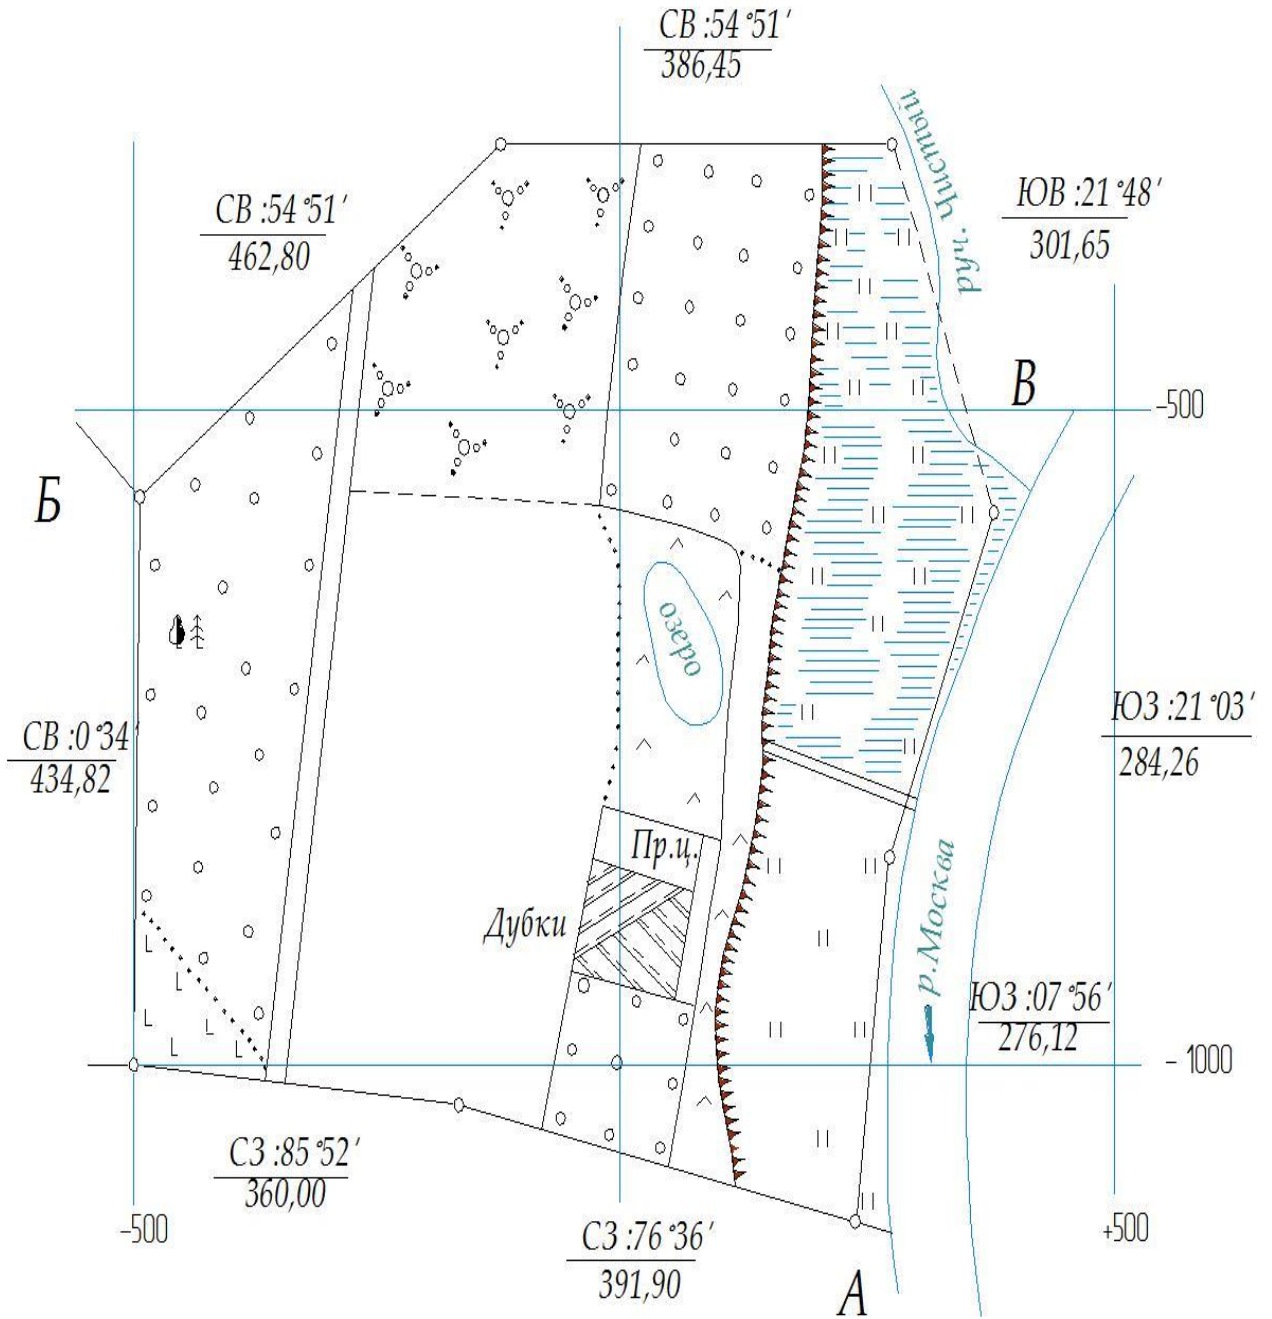 СВ :54°51′
386,45
руч. Чистый
СВ :54°51′
462,80
ЮВ :21°48′
301,65
В
-500
Б
озеро
СВ :0°34′
434,82
ЮЗ :21°03′
284,26
Пр.ц.
Дубки
р.Москва
ЮЗ :07°56′
276,12
- 1000
СЗ :85°52′
360,00
-500
СЗ :76°36′
391,90
+500
А